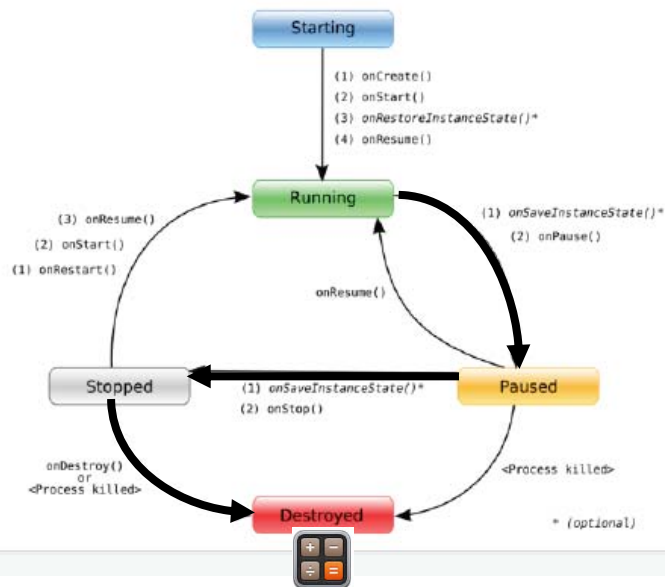 Starting
(1) onCreate()
(2) onStart()
(3) onRestoreInstanceState()*
(4) onResume()
Running
(3) onResume()
(2) onStart()
(1) onRestart()
(1) onSaveInstanceState()*
(2) onPause()
onResume()
Stopped
(1) onSaveInstanceState()*
(2) onStop()
Paused
onDestroy()
or
<Process killed>
<Process killed>
Destroyed
* (optional)
+ −
÷ =